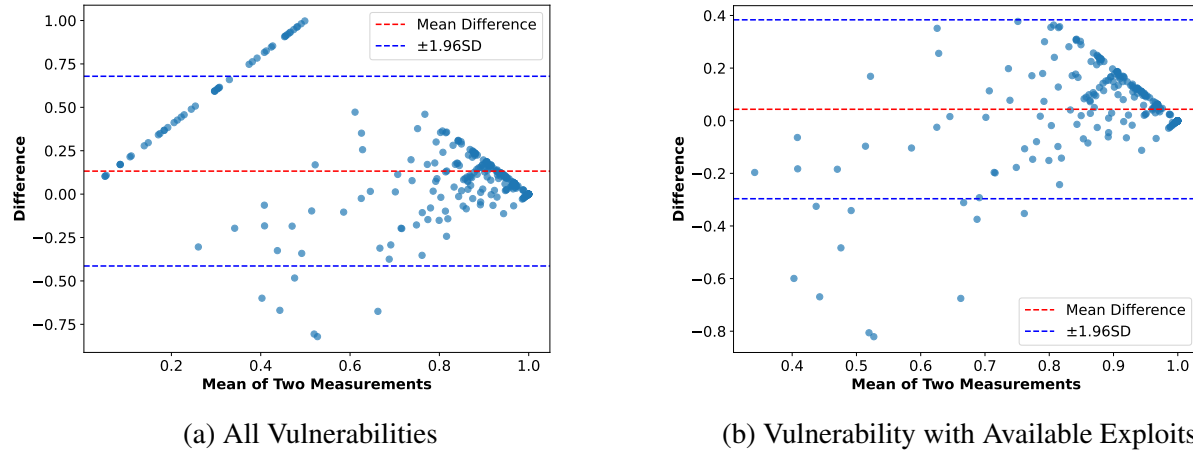 1.00
0.75
0.50
0.25
0.00
−0.25
−0.50
−0.75
Difference
0.2
0.4
0.6
0.8
1.0
Mean of Two Measurements
Mean Difference
±1.96SD
(a) All Vulnerabilities
0.4
0.2
0.0
−0.2
−0.4
−0.6
−0.8
Difference
0.4
0.5
0.6
0.7
0.8
0.9
1.0
Mean of Two Measurements
Mean Difference
±1.96SD
(b) Vulnerability with Available Exploits